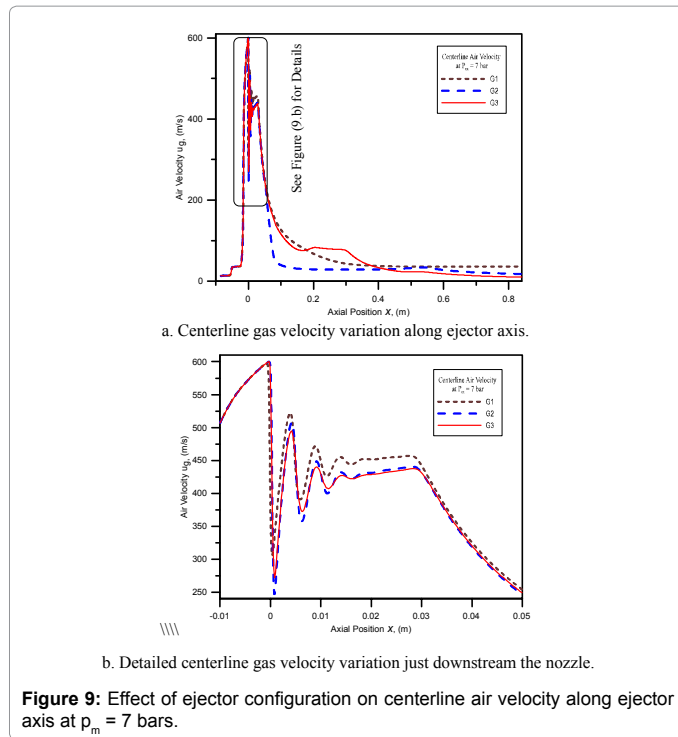 600
400
200
0
Air Velocity ug, (m/s)
See Figure (9.b) for Details
Centerline Air Velocity
at Pm = 7 bar
G1
G2
G3
0 0.2 0.4 0.6 0.8
Axial Position X, (m)
a. Centerline gas velocity variation along ejector axis.
600
550
500
450
400
350
300
250
Air Velocity ug, (m/s)
Centerline Air Velocity
at Pm = 7 bar
G1
G2
G3
-0.01 0 0.01 0.02 0.03 0.04 0.05
Axial Position X, (m)
\\\\
b. Detailed centerline gas velocity variation just downstream the nozzle.
Figure 9: Effect of ejector configuration on centerline air velocity along ejector
axis at pm = 7 bars.